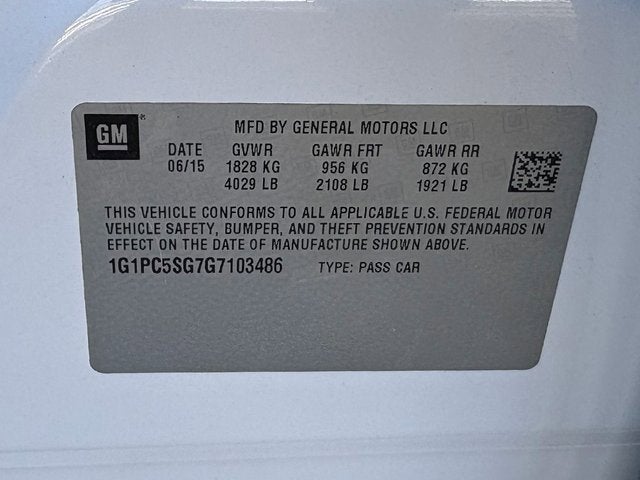 GM ®
MFD BY GENERAL MOTORS LLC
DATE GVWR GAWR FRT GAWR RR
06/15 1828 KG 956 KG 872 KG
4029 LB 2108 LB 1921 LB
THIS VEHICLE CONFORMS TO ALL APPLICABLE U.S. FEDERAL MOTOR
VEHICLE SAFETY, BUMPER, AND THEFT PREVENTION STANDARDS IN
EFFECT ON THE DATE OF MANUFACTURE SHOWN ABOVE.
1G1PC5SG7G7103486 TYPE: PASS CAR